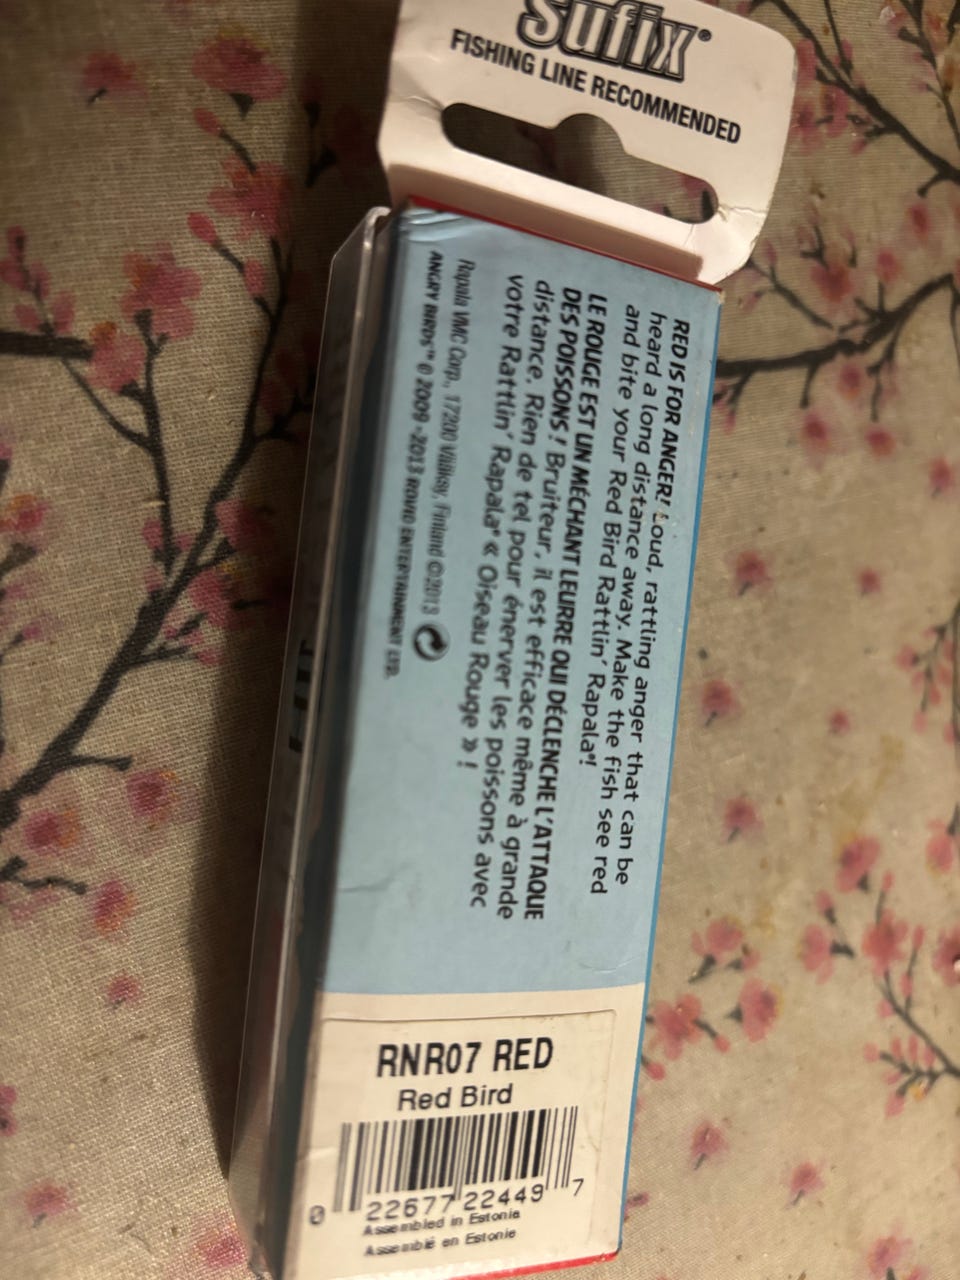 Sufix®
FISHING LINE RECOMMENDED
RED IS FOR ANGER! Loud, rattling anger that can be
heard a long distance away. Make the fish see red
and bite your Red Bird Rattlin' Rapala®!
LE ROUGE EST UN MÉCHANT LEURRE QUI DÉCLENCHE L'ATTAQUE
DES POISSONS ! Bruiteur, il est efficace même à grande
distance. Rien de tel pour énerver les poissons avec
votre Rattlin' Rapala® « Oiseau Rouge » !
Rapala VMC Corp., 17200 Vääksy, Finland ©2013
ANGRY BIRDS™ © 2009 -2013 ROVIO ENTERTAINMENT LTD.
RNR07 RED
Red Bird
0 22677 22449 7
Assembled in Estonia
Assemblé en Estonie